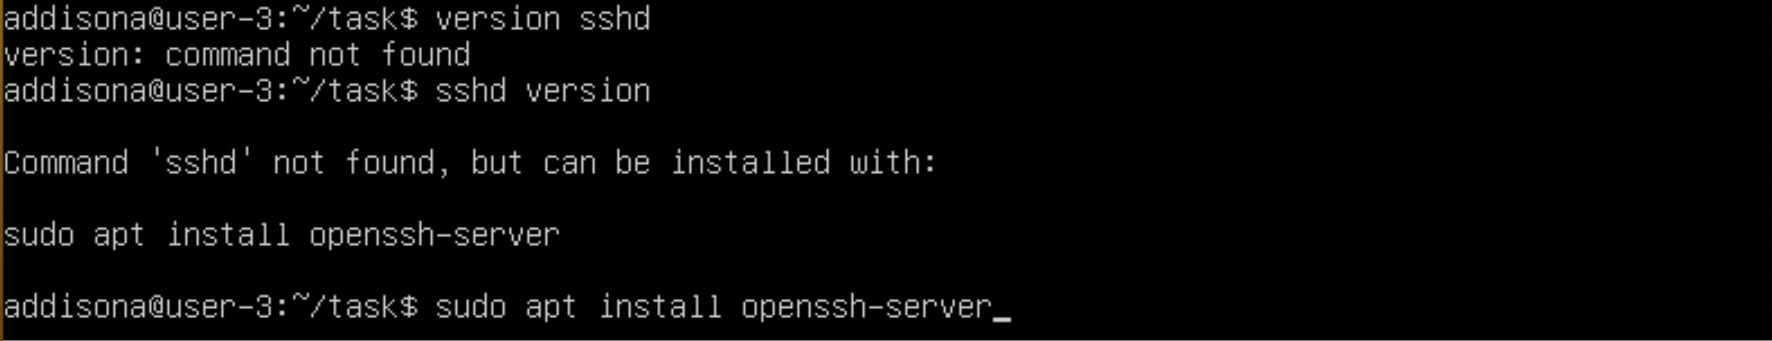 addisona@user-3:~/task$ version sshd
version: command not found
addisona@user-3:~/task$ sshd version
Command 'sshd' not found, but can be installed with:
sudo apt install openssh-server
addisona@user-3:~/task$ sudo apt install openssh-server_